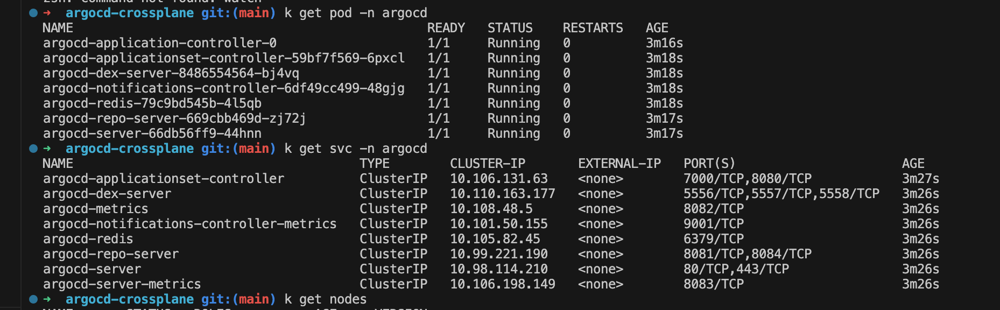 zsh: command not found: watch
➜ argocd-crossplane git:(main) k get pod -n argocd
NAME READY STATUS RESTARTS AGE
argocd-application-controller-0 1/1 Running 0 3m16s
argocd-applicationset-controller-59bf7f569-6pxcl 1/1 Running 0 3m18s
argocd-dex-server-8486554564-bj4vq 1/1 Running 0 3m18s
argocd-notifications-controller-6df49cc499-48gjg 1/1 Running 0 3m18s
argocd-redis-79c9bd545b-4l5qb 1/1 Running 0 3m18s
argocd-repo-server-669cbb469d-zj72j 1/1 Running 0 3m17s
argocd-server-66db56ff9-44hnn 1/1 Running 0 3m17s
➜ argocd-crossplane git:(main) k get svc -n argocd
NAME TYPE CLUSTER-IP EXTERNAL-IP PORT(S) AGE
argocd-applicationset-controller ClusterIP 10.106.131.63 <none> 7000/TCP,8080/TCP 3m27s
argocd-dex-server ClusterIP 10.110.163.177 <none> 5556/TCP,5557/TCP,5558/TCP 3m26s
argocd-metrics ClusterIP 10.108.48.5 <none> 8082/TCP 3m26s
argocd-notifications-controller-metrics ClusterIP 10.101.50.155 <none> 9001/TCP 3m26s
argocd-redis ClusterIP 10.105.82.45 <none> 6379/TCP 3m26s
argocd-repo-server ClusterIP 10.99.221.190 <none> 8081/TCP,8084/TCP 3m26s
argocd-server ClusterIP 10.98.114.210 <none> 80/TCP,443/TCP 3m26s
argocd-server-metrics ClusterIP 10.106.198.149 <none> 8083/TCP 3m26s
➜ argocd-crossplane git:(main) k get nodes
NAME STATUS ROLES AGE VERSION